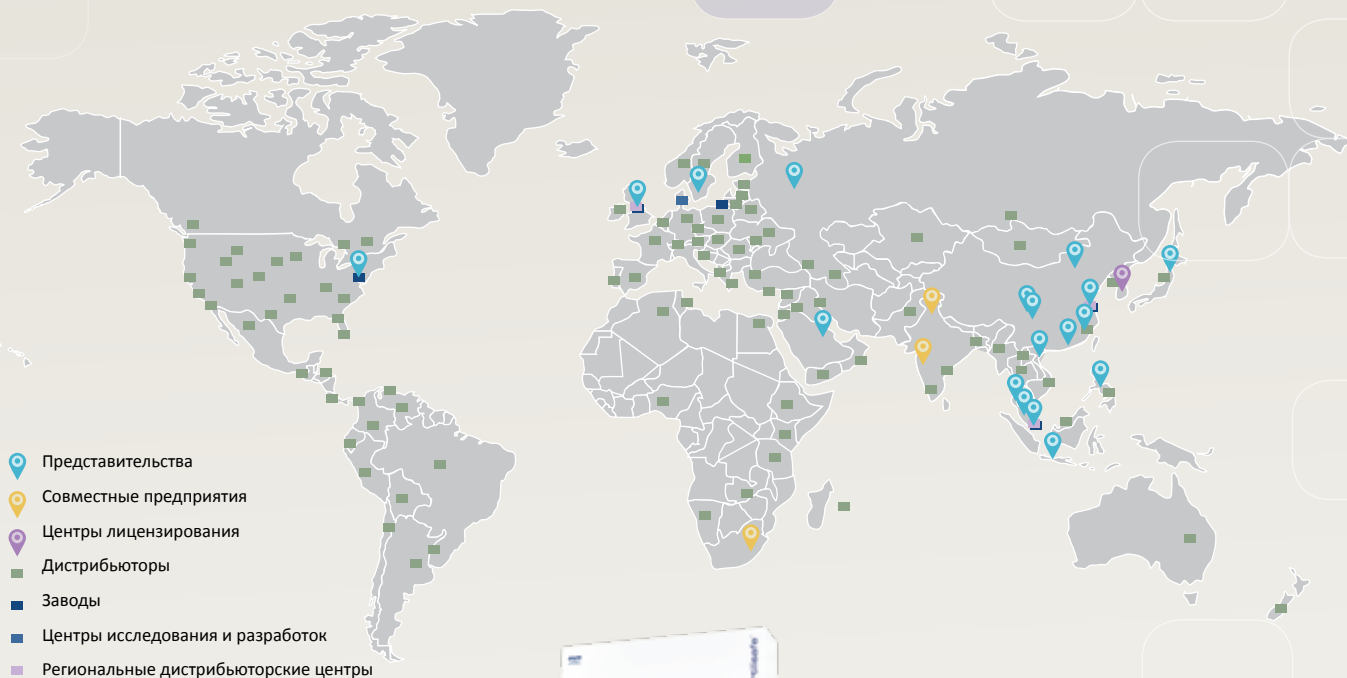 Представительства
Совместные предприятия
Центры лицензирования
Дистрибьюторы
Заводы
Центры исследования и разработок
Региональные дистрибьюторские центры